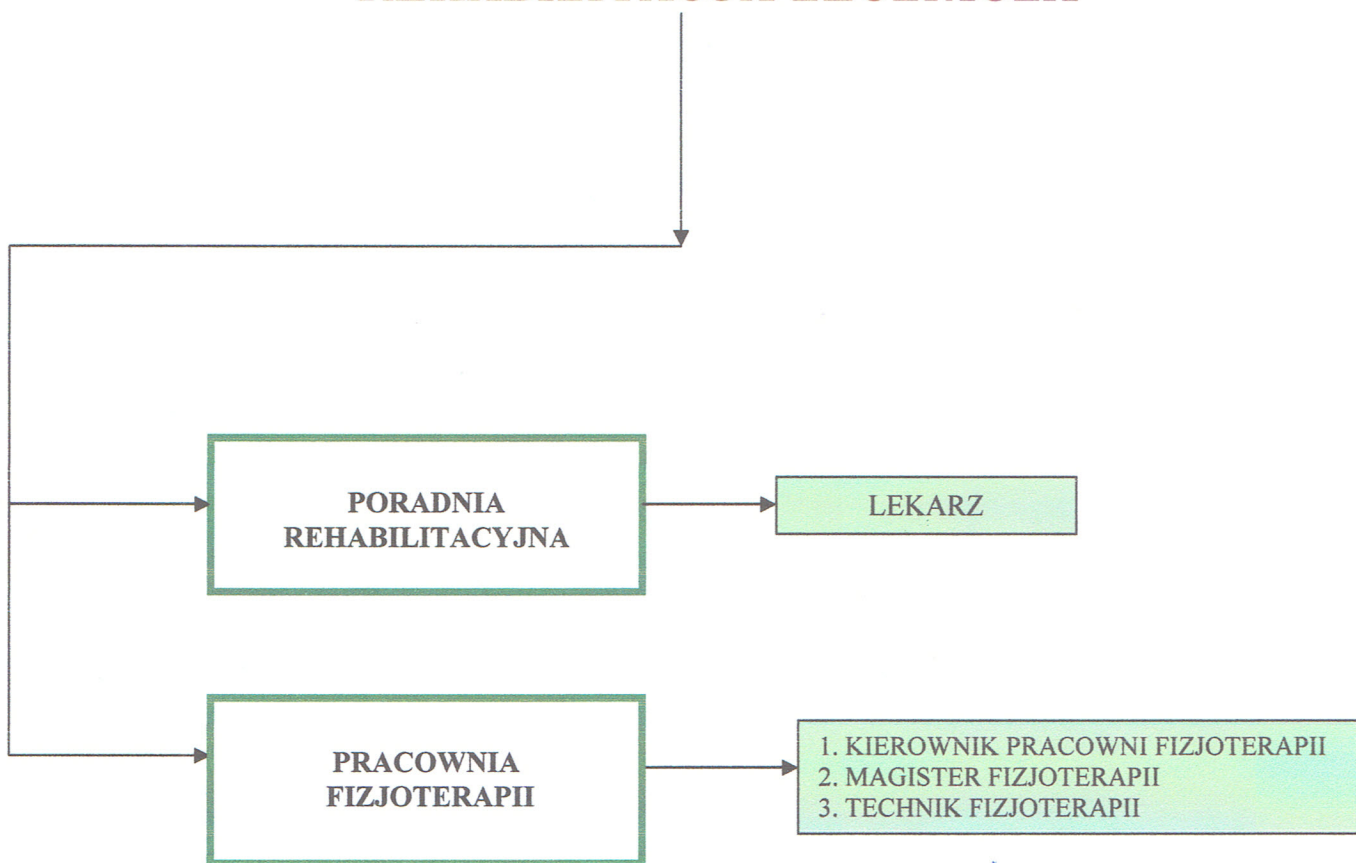 PORADNIA
REHABILITACYJNA
LEKARZ
PRACOWNIA
FIZJOTERAPII
1. KIEROWNIK PRACOWNI FIZJOTERAPII
2. MAGISTER FIZJOTERAPII
3. TECHNIK FIZJOTERAPII